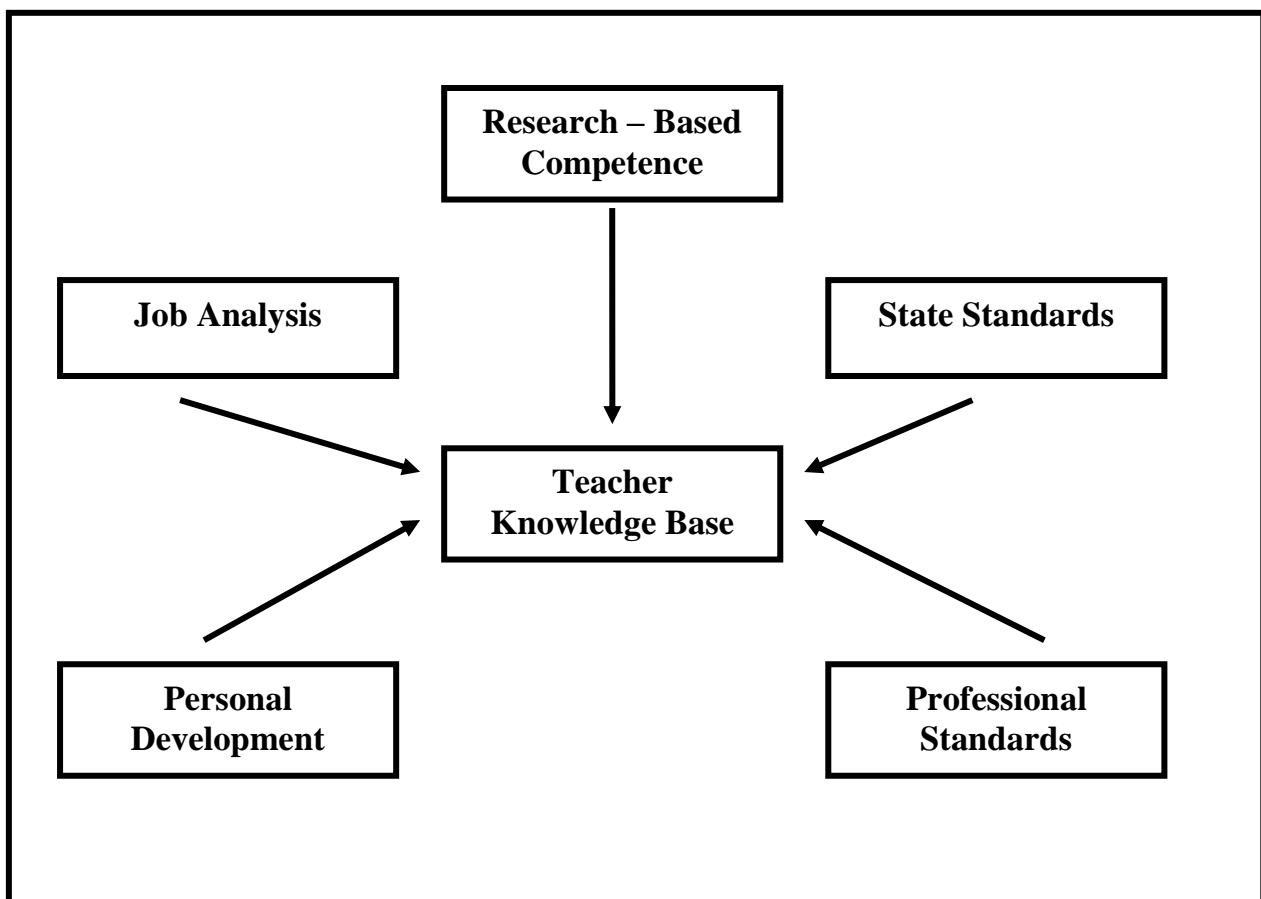 Research – Based
Competence
Job Analysis
State Standards
Teacher
Knowledge Base
Personal
Development
Professional
Standards